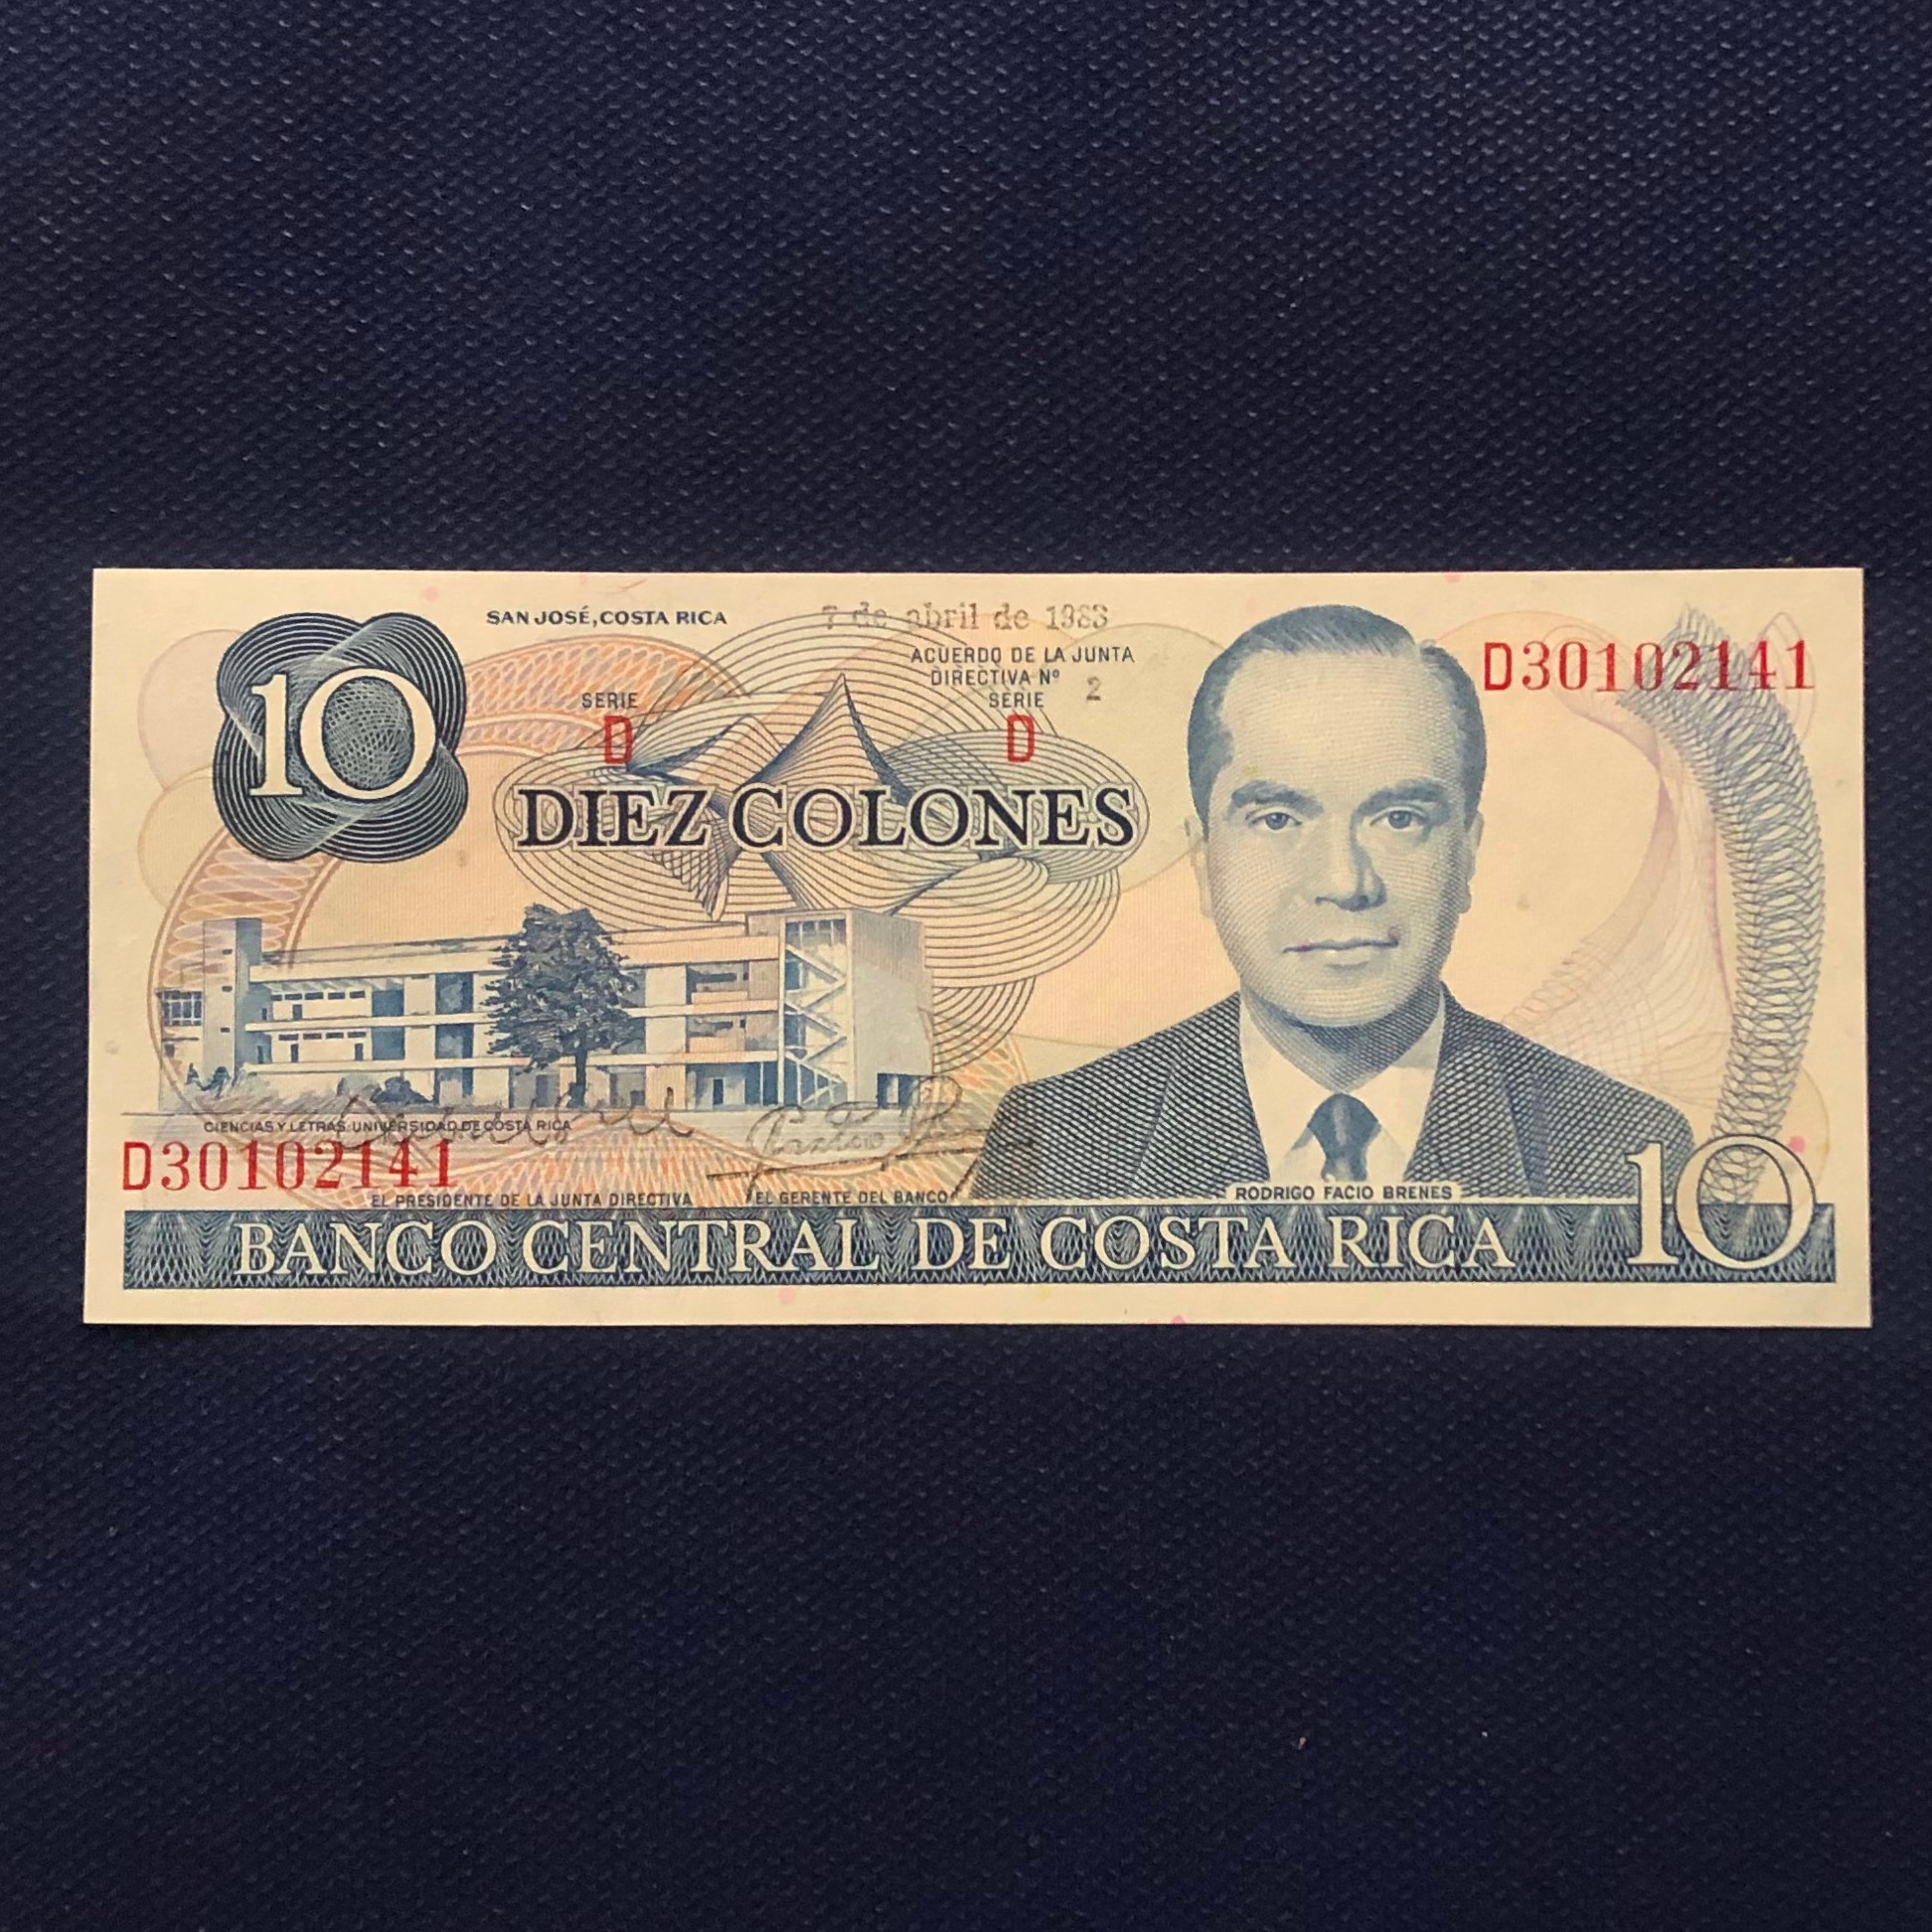 10
SAN JOSÉ, COSTA RICA
7 de abril de 1983
ACUERDO DE LA JUNTA
DIRECTIVA Nº 2
SERIE
D
SERIE
D
D30102141
DIEZ COLONES
CIENCIAS Y LETRAS UNIVERSIDAD DE COSTA RICA
D30102141
EL PRESIDENTE DE LA JUNTA DIRECTIVA
EL GERENTE DEL BANCO
RODRIGO FACIO BRENES
BANCO CENTRAL DE COSTA RICA
10